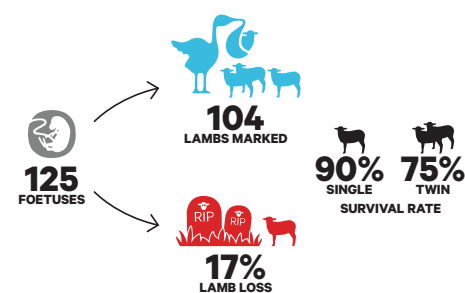 125
FOETUSES
104
LAMBS MARKED
RIP
RIP
17%
LAMB LOSS
90% 75%
SINGLE TWIN
SURVIVAL RATE